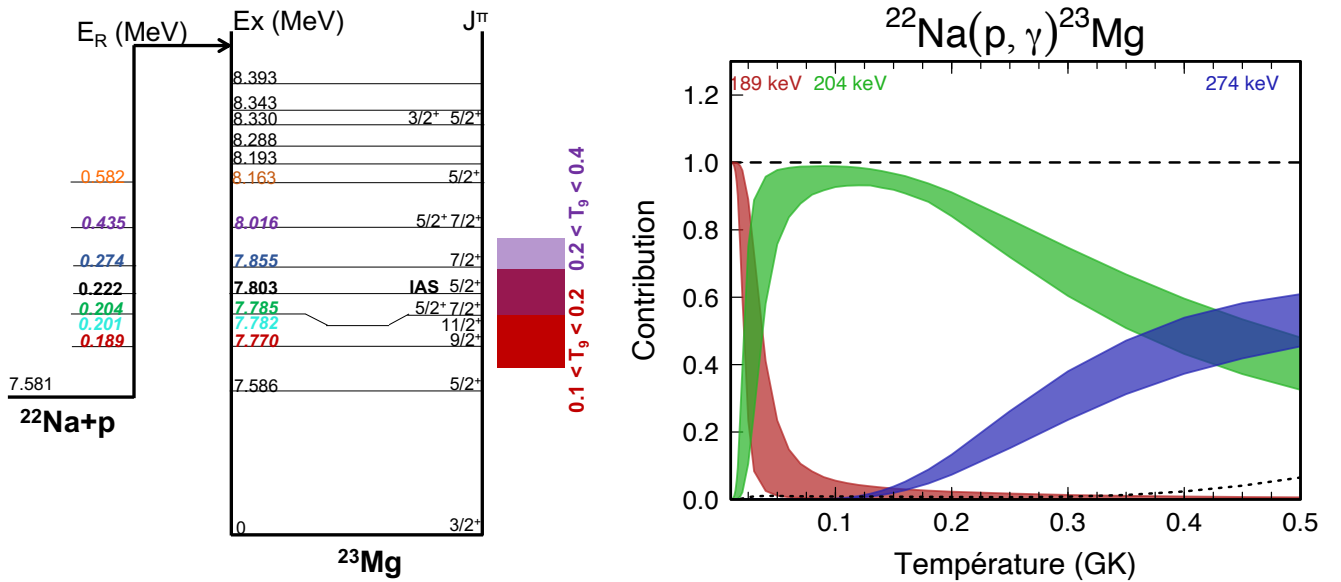 E_R (MeV) Ex (MeV) J^π
8.393
8.343
8.330 3/2⁺ 5/2⁺
8.288
8.193
0.582 8.163 5/2⁺
0.435 8.016 5/2⁺ 7/2⁺
0.274 7.855 7/2⁺
0.222 7.803 IAS 5/2⁺
0.204 7.785 5/2⁺ 7/2⁺
0.201 7.782 11/2⁺
0.189 7.770 9/2⁺
7.581 7.586 5/2⁺
²²Na+p
0 3/2⁺
²³Mg
0.2 < T₉ < 0.4
0.1 < T₉ < 0.2
²²Na(p, γ)²³Mg
189 keV 204 keV 274 keV
1.2
1.0
0.8
0.6
0.4
0.2
0.0
Contribution
0.1 0.2 0.3 0.4 0.5
Température (GK)